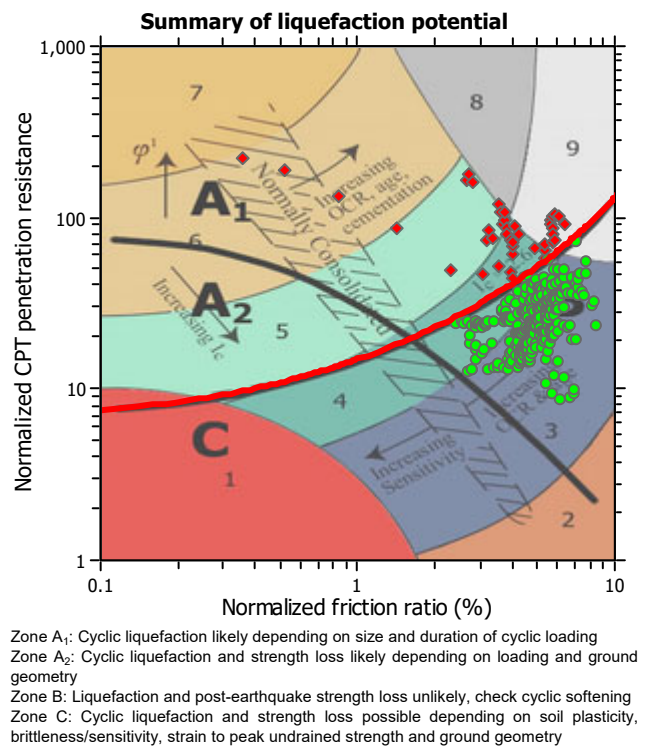 Summary of liquefaction potential
1,000
100
10
1
Normalized CPT penetration resistance
7
8
9
φ'
A1
Increasing
OCR, age,
cementation
Normally Consolidated
6
A2
Increasing Ic
5
4
C
1
Increasing
Sensitivity
Increasing
OCR &
3
2
0.1
1
10
Normalized friction ratio (%)
Zone A1: Cyclic liquefaction likely depending on size and duration of cyclic loading
Zone A2: Cyclic liquefaction and strength loss likely depending on loading and ground
geometry
Zone B: Liquefaction and post-earthquake strength loss unlikely, check cyclic softening
Zone C: Cyclic liquefaction and strength loss possible depending on soil plasticity,
brittleness/sensitivity, strain to peak undrained strength and ground geometry